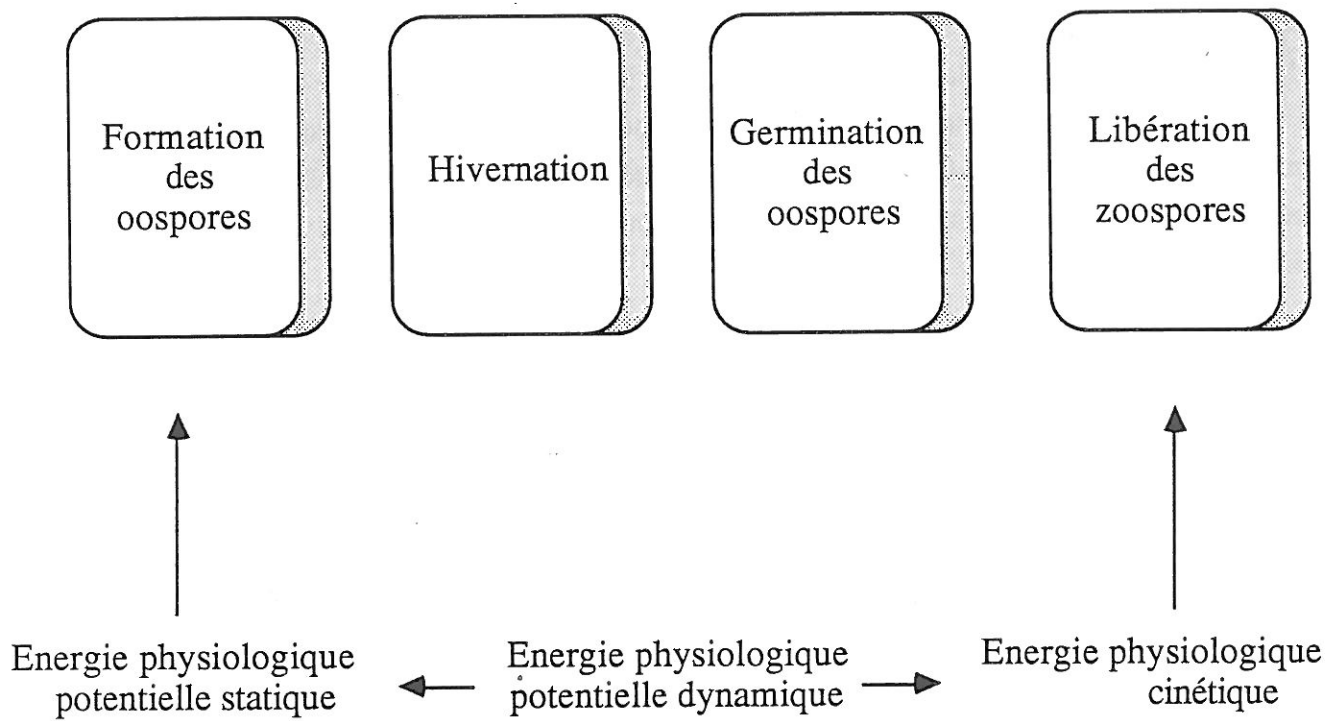 Formation
des
oospores
Hivernation
Germination
des
oospores
Libération
des
zoospores
Energie physiologique
potentielle statique
Energie physiologique
potentielle dynamique
Energie physiologique
cinétique